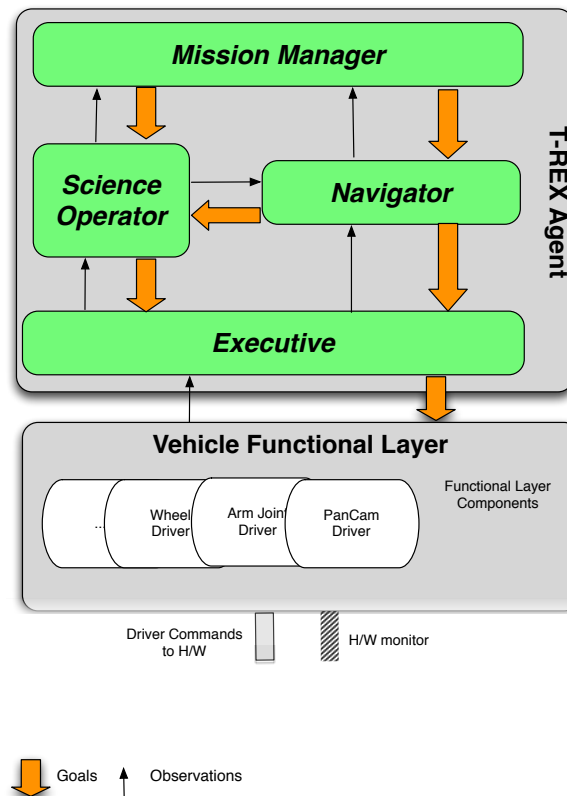 Mission Manager
T-REX Agent
Science
Operator
Navigator
Executive
Vehicle Functional Layer
Functional Layer
Components
...
Wheel
Driver
Arm Joint
Driver
PanCam
Driver
Driver Commands
to H/W
H/W monitor
Goals
Observations